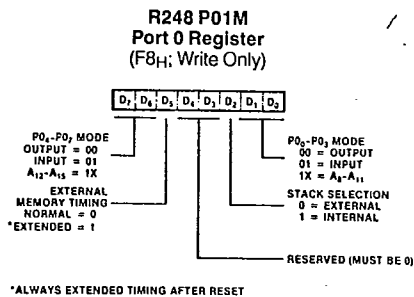 R248 P01M
Port 0 Register
(F8H; Write Only)
D7 D6 D5 D4 D3 D2 D1 D0
P04-P07 MODE
OUTPUT = 00
INPUT = 01
A12-A15 = 1X
EXTERNAL
MEMORY TIMING
NORMAL = 0
*EXTENDED = 1
P00-P03 MODE
00 = OUTPUT
01 = INPUT
1X = A8-A11
STACK SELECTION
0 = EXTERNAL
1 = INTERNAL
RESERVED (MUST BE 0)
*ALWAYS EXTENDED TIMING AFTER RESET